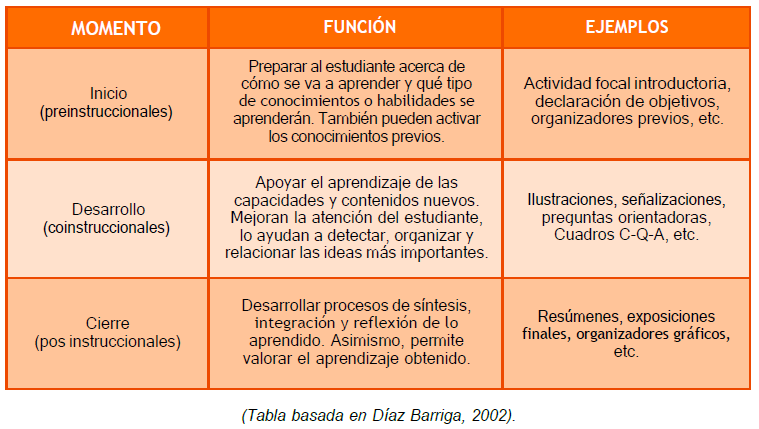 MOMENTO
FUNCIÓN
EJEMPLOS
Inicio
(preinstruccionales)
Preparar al estudiante acerca de
cómo se va a aprender y qué tipo
de conocimientos o habilidades se
aprenderán. También pueden activar
los conocimientos previos.
Actividad focal introductoria,
declaración de objetivos,
organizadores previos, etc.
Desarrollo
(coinstruccionales)
Apoyar el aprendizaje de las
capacidades y contenidos nuevos.
Mejoran la atención del estudiante,
lo ayudan a detectar, organizar y
relacionar las ideas más importantes.
Ilustraciones, señalizaciones,
preguntas orientadoras,
Cuadros C-Q-A, etc.
Cierre
(pos instruccionales)
Desarrollar procesos de síntesis,
integración y reflexión de lo
aprendido. Asimismo, permite
valorar el aprendizaje obtenido.
Resúmenes, exposiciones
finales, organizadores gráficos,
etc.
(Tabla basada en Díaz Barriga, 2002).